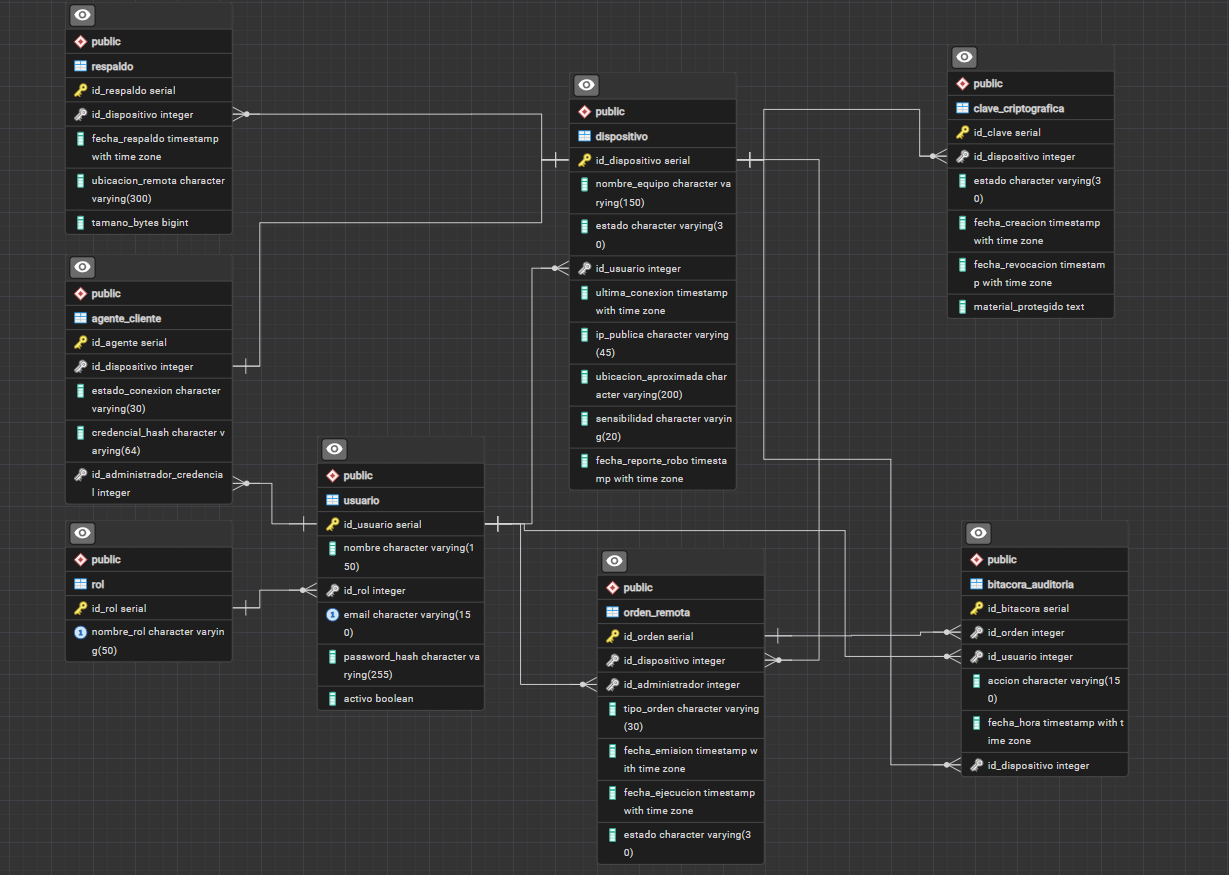 public
respaldo
id_respaldo serial
id_dispositivo integer
fecha_respaldo timestamp
with time zone
ubicacion_remota character
varying(300)
tamano_bytes bigint
public
agente_cliente
id_agente serial
id_dispositivo integer
estado_conexion character
varying(30)
credencial_hash character v
arying(64)
id_administrador_credencia
l integer
public
rol
id_rol serial
1
nombre_rol character varyin
g(50)
public
usuario
id_usuario serial
nombre character varying(1
50)
id_rol integer
1
email character varying(15
0)
password_hash character va
rying(255)
activo boolean
public
dispositivo
id_dispositivo serial
nombre_equipo character va
rying(150)
estado character varying(3
0)
id_usuario integer
ultima_conexion timestamp
with time zone
ip_publica character varying
(45)
ubicacion_aproximada char
acter varying(200)
sensibilidad character varyin
g(20)
fecha_reporte_robo timesta
mp with time zone
public
orden_remota
id_orden serial
id_dispositivo integer
id_administrador integer
tipo_orden character varying
(30)
fecha_emision timestamp w
ith time zone
fecha_ejecucion timestamp
with time zone
estado character varying(3
0)
public
clave_criptografica
id_clave serial
id_dispositivo integer
estado character varying(3
0)
fecha_creacion timestamp
with time zone
fecha_revocacion timestam
p with time zone
material_protegido text
public
bitacora_auditoria
id_bitacora serial
id_orden integer
id_usuario integer
accion character varying(15
0)
fecha_hora timestamp with t
ime zone
id_dispositivo integer